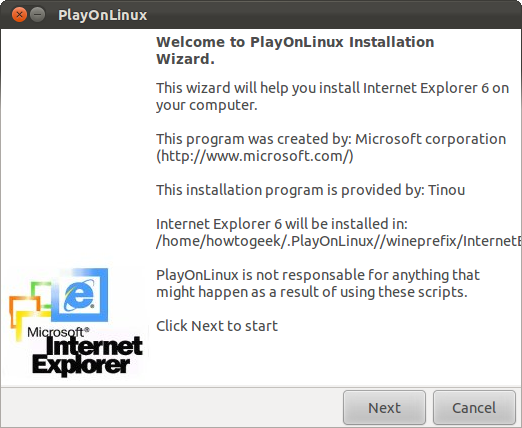 PlayOnLinux
Welcome to PlayOnLinux Installation
Wizard.
This wizard will help you install Internet Explorer 6 on
your computer.
This program was created by: Microsoft corporation
(http://www.microsoft.com/)
This installation program is provided by: Tinou
Internet Explorer 6 will be installed in:
/home/howtogeek/.PlayOnLinux//wineprefix/InternetE
PlayOnLinux is not responsable for anything that
might happen as a result of using these scripts.
Click Next to start
Microsoft®
Internet
Explorer
Next
Cancel